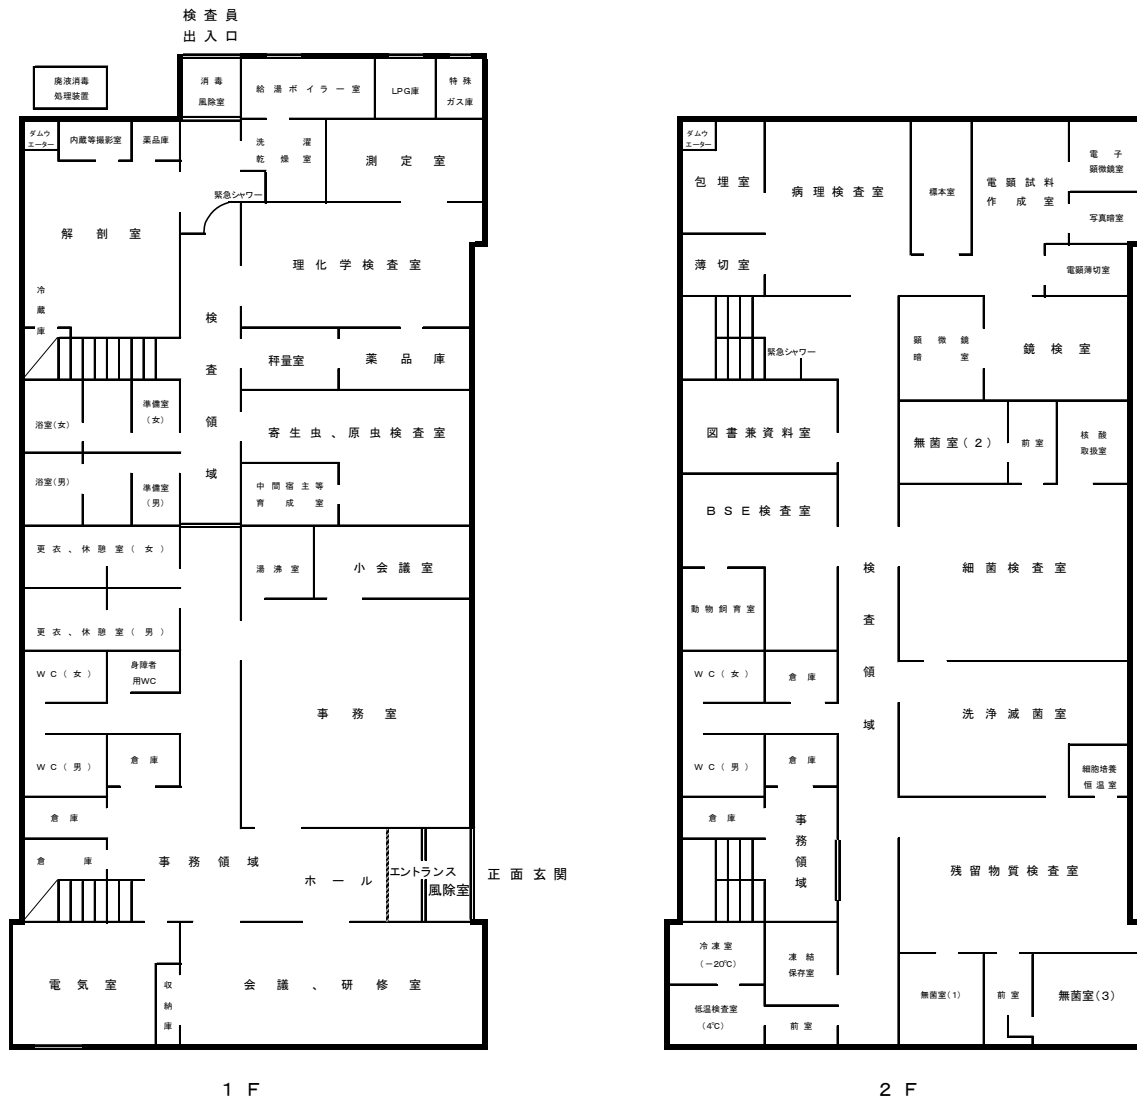 検査員
出入口
廃液消毒
処理装置
消毒
風除室
給湯ボイラー室
LPG庫
特殊
ガス庫
ダムウ
エーター
内蔵等撮影室
薬品庫
洗濯
乾燥室
測定室
緊急シャワー
解剖室
理化学検査室
冷
蔵
庫
検
査
領
域
秤量室
薬品庫
浴室(女)
準備室
(女)
寄生虫、原虫検査室
浴室(男)
準備室
(男)
中間宿主等
育成室
更衣、休憩室(女)
湯沸室
小会議室
更衣、休憩室(男)
WC(女)
身障者
用WC
事務室
WC(男)
倉庫
倉庫
倉庫
事務領域
ホール
エントランス
風除室
正面玄関
電気室
収
納
庫
会議、研修室
1F
ダムウ
エーター
包埋室
病理検査室
標本室
電顕試料
作成室
電子
顕微鏡室
写真暗室
薄切室
電顕薄切室
緊急シャワー
顕微鏡
暗室
鏡検室
図書兼資料室
無菌室(2)
前室
核酸
取扱室
BSE検査室
検
査
領
域
細菌検査室
動物飼育室
WC(女)
倉庫
洗浄滅菌室
WC(男)
倉庫
細胞培養
恒温室
倉庫
事
務
領
域
残留物質検査室
冷凍室
(-20℃)
凍結
保存室
低温検査室
(4℃)
前室
無菌室(1)
前室
無菌室(3)
2F